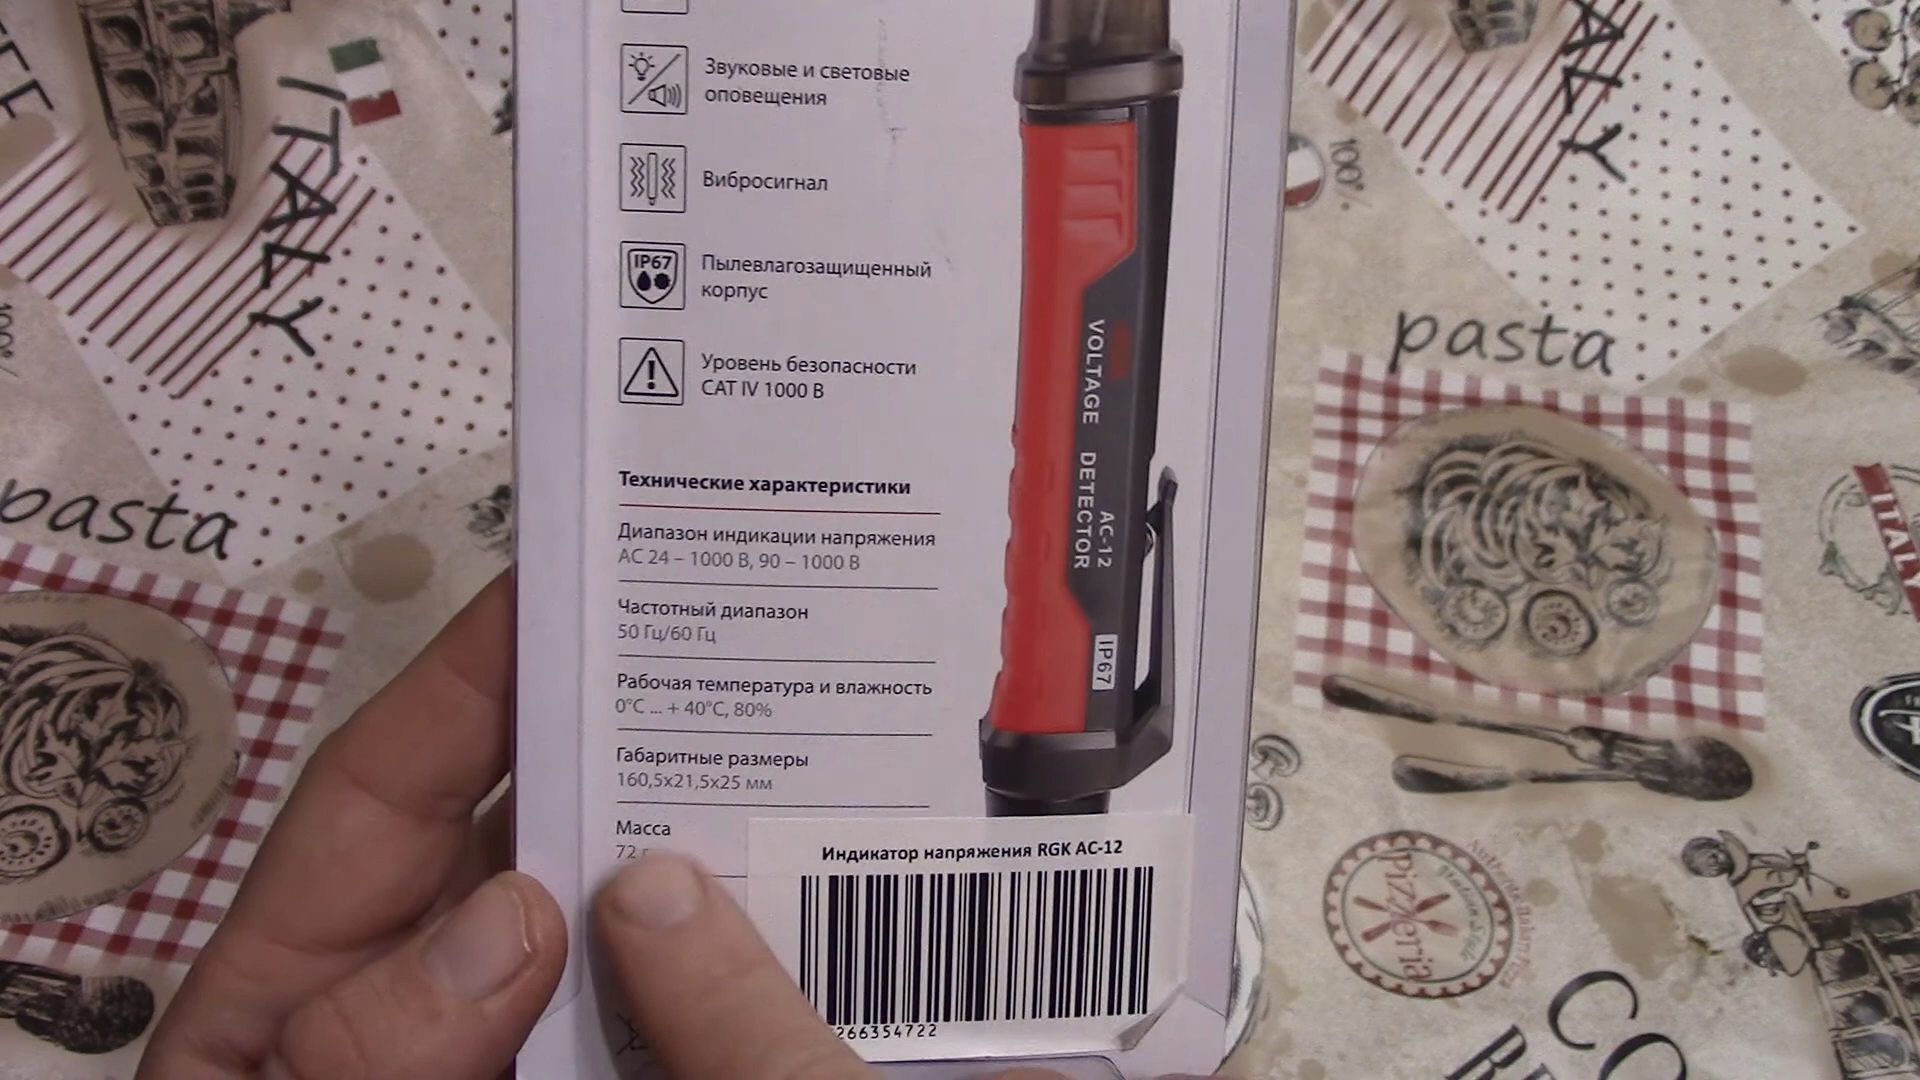 Звуковые и световые
оповещения
Вибросигнал
IP67
Пылевлагозащищенный
корпус
Уровень безопасности
CAT IV 1000 В
Технические характеристики
Диапазон индикации напряжения
AC 24 – 1000 В, 90 – 1000 В
Частотный диапазон
50 Гц/60 Гц
Рабочая температура и влажность
0°C ... + 40°C, 80%
Габаритные размеры
160,5x21,5x25 мм
Масса
72
VOLTAGE DETECTOR
AC-12
IP67
Индикатор напряжения RGK AC-12
266354722
ITALY
pasta
ITALY
100%
pasta
ITALY
Pizzeria